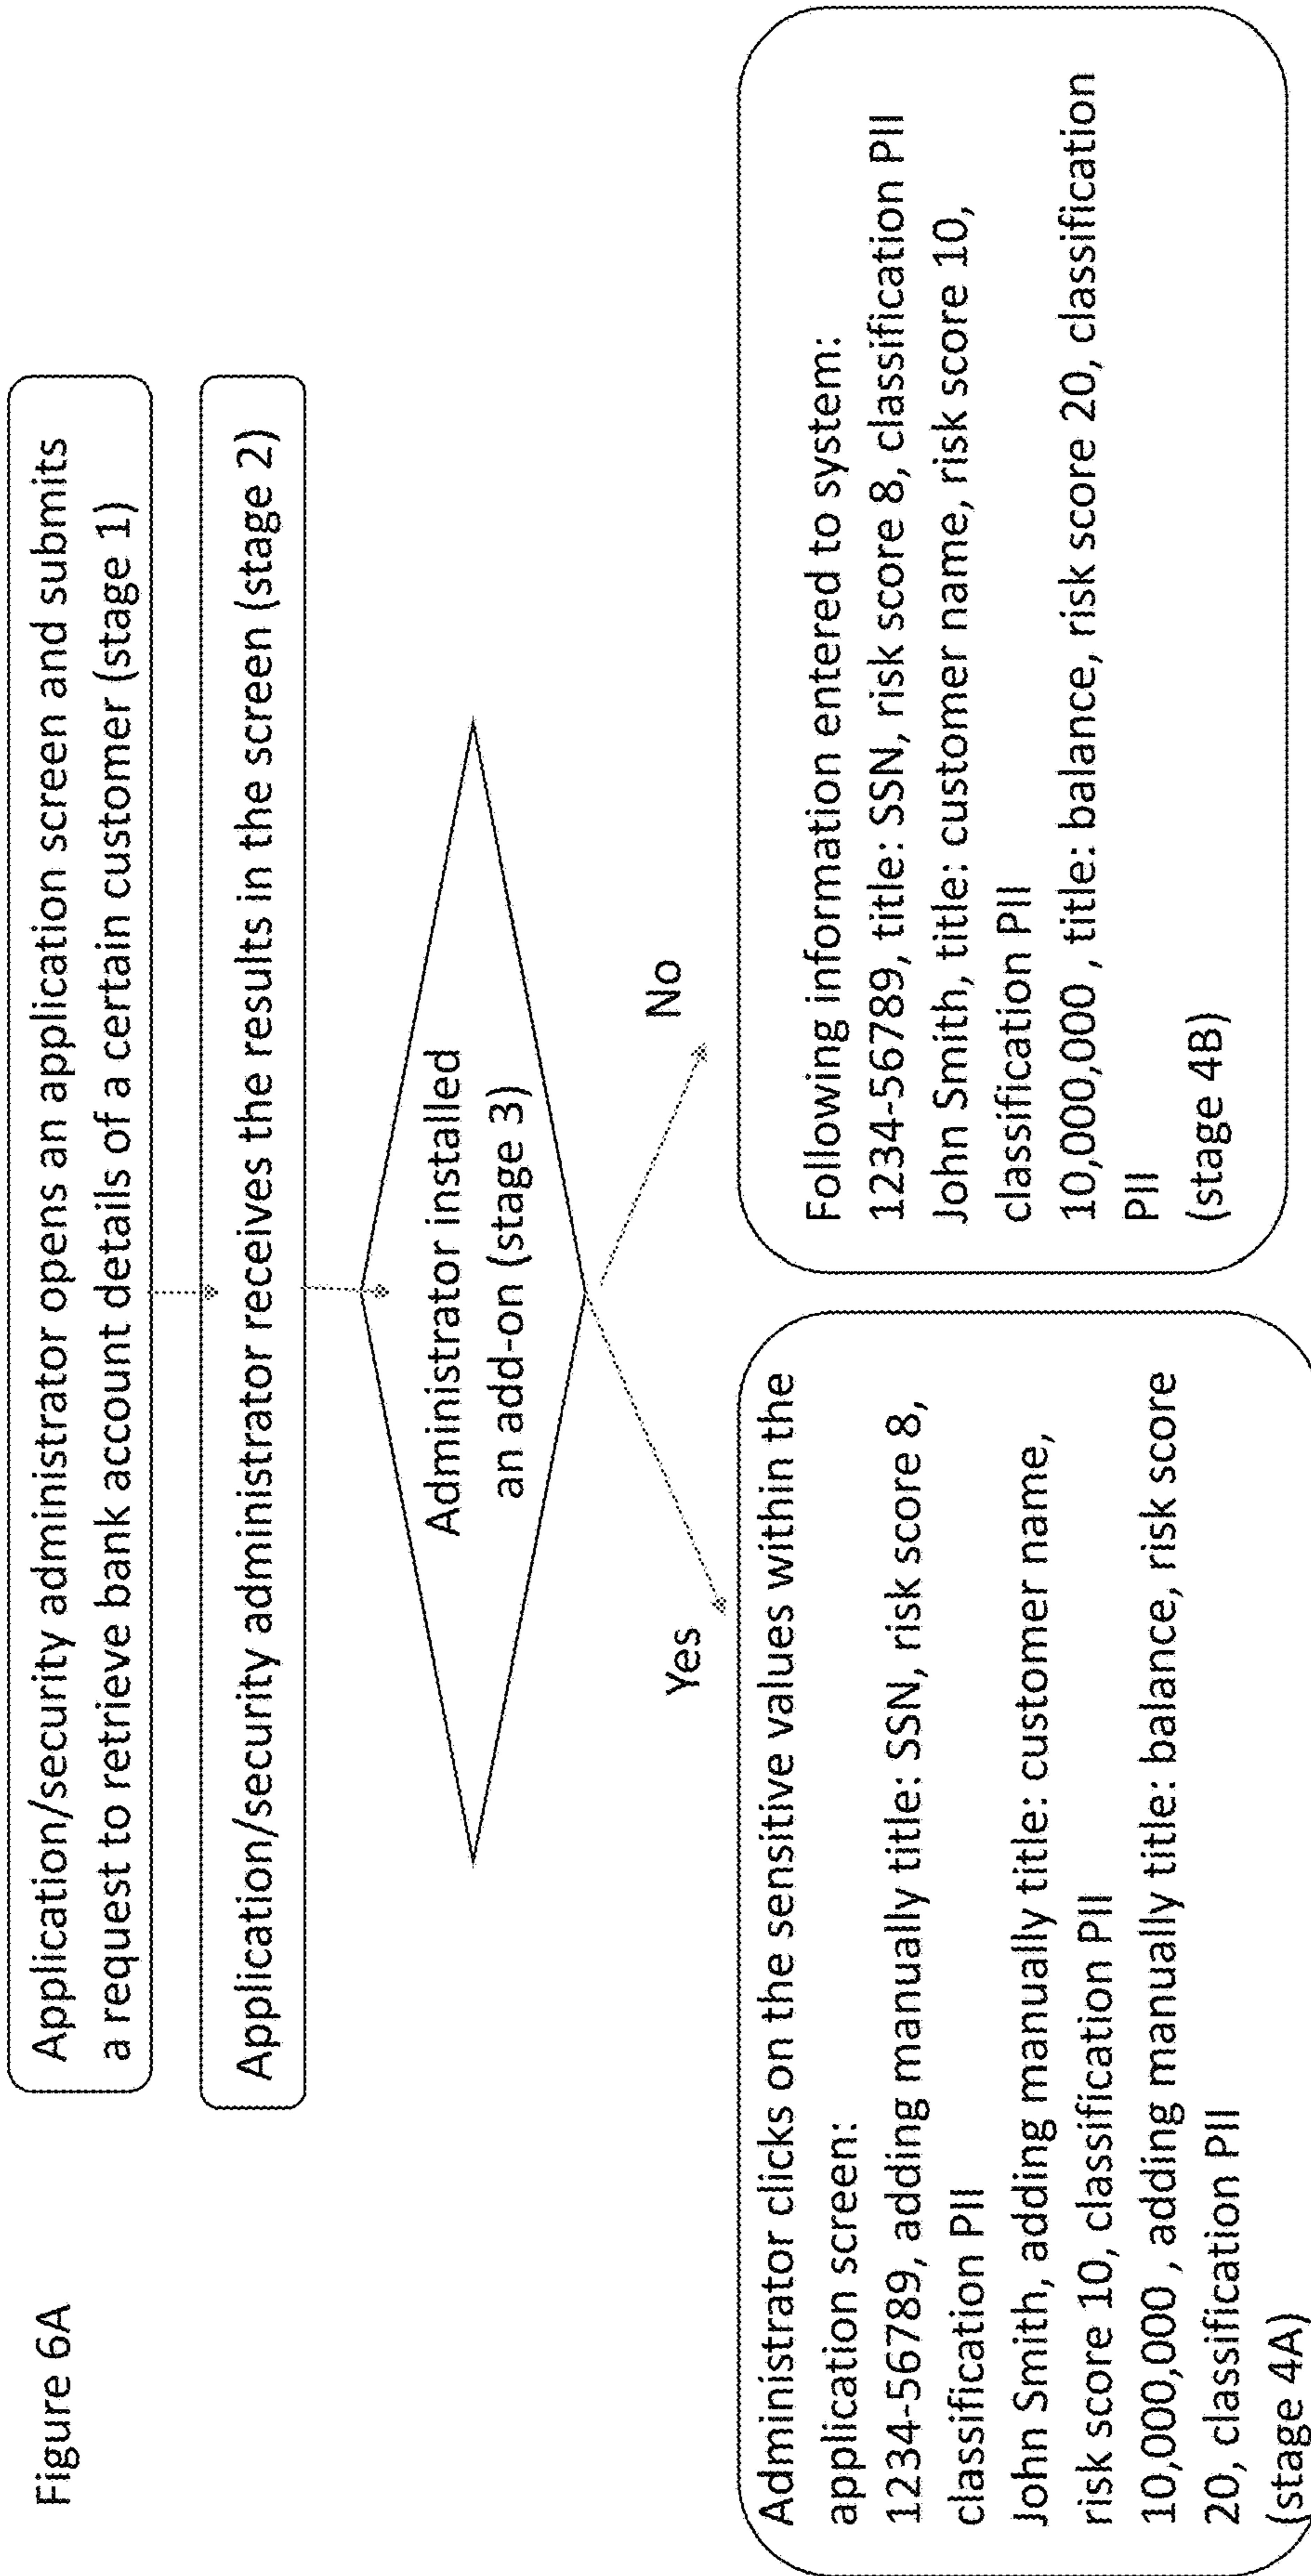 Figure 6A
Application/security administrator opens an application screen and submits
a request to retrieve bank account details of a certain customer (stage 1)
Application/security administrator receives the results in the screen (stage 2)
Administrator installed
an add-on (stage 3)
Yes
No
Administrator clicks on the sensitive values within the
application screen:
1234-56789, adding manually title: SSN, risk score 8,
classification PII
John Smith, adding manually title: customer name,
risk score 10, classification PII
10,000,000 , adding manually title: balance, risk score
20, classification PII
(stage 4A)
Following information entered to system:
1234-56789, title: SSN, risk score 8, classification PII
John Smith, title: customer name, risk score 10,
classification PII
10,000,000 , title: balance, risk score 20, classification
PII
(stage 4B)